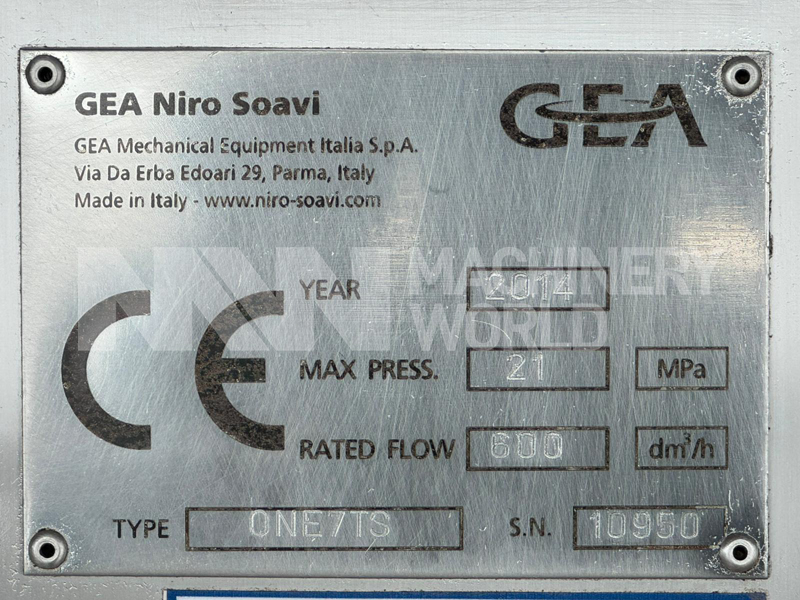 GEA Niro Soavi
GEA
GEA Mechanical Equipment Italia S.p.A.
Via Da Erba Edoari 29, Parma, Italy
Made in Italy - www.niro-soavi.com
CE
MACHINERY
WORLD
YEAR 2014
MAX PRESS. 21 MPa
RATED FLOW 600 dm³/h
TYPE ONE7TS S.N. 10950